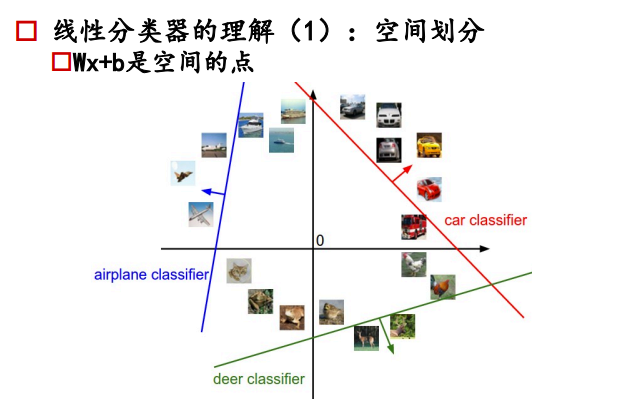 线性分类器的理解（1）：空间划分
Wx+b是空间的点
0
car classifier
airplane classifier
deer classifier